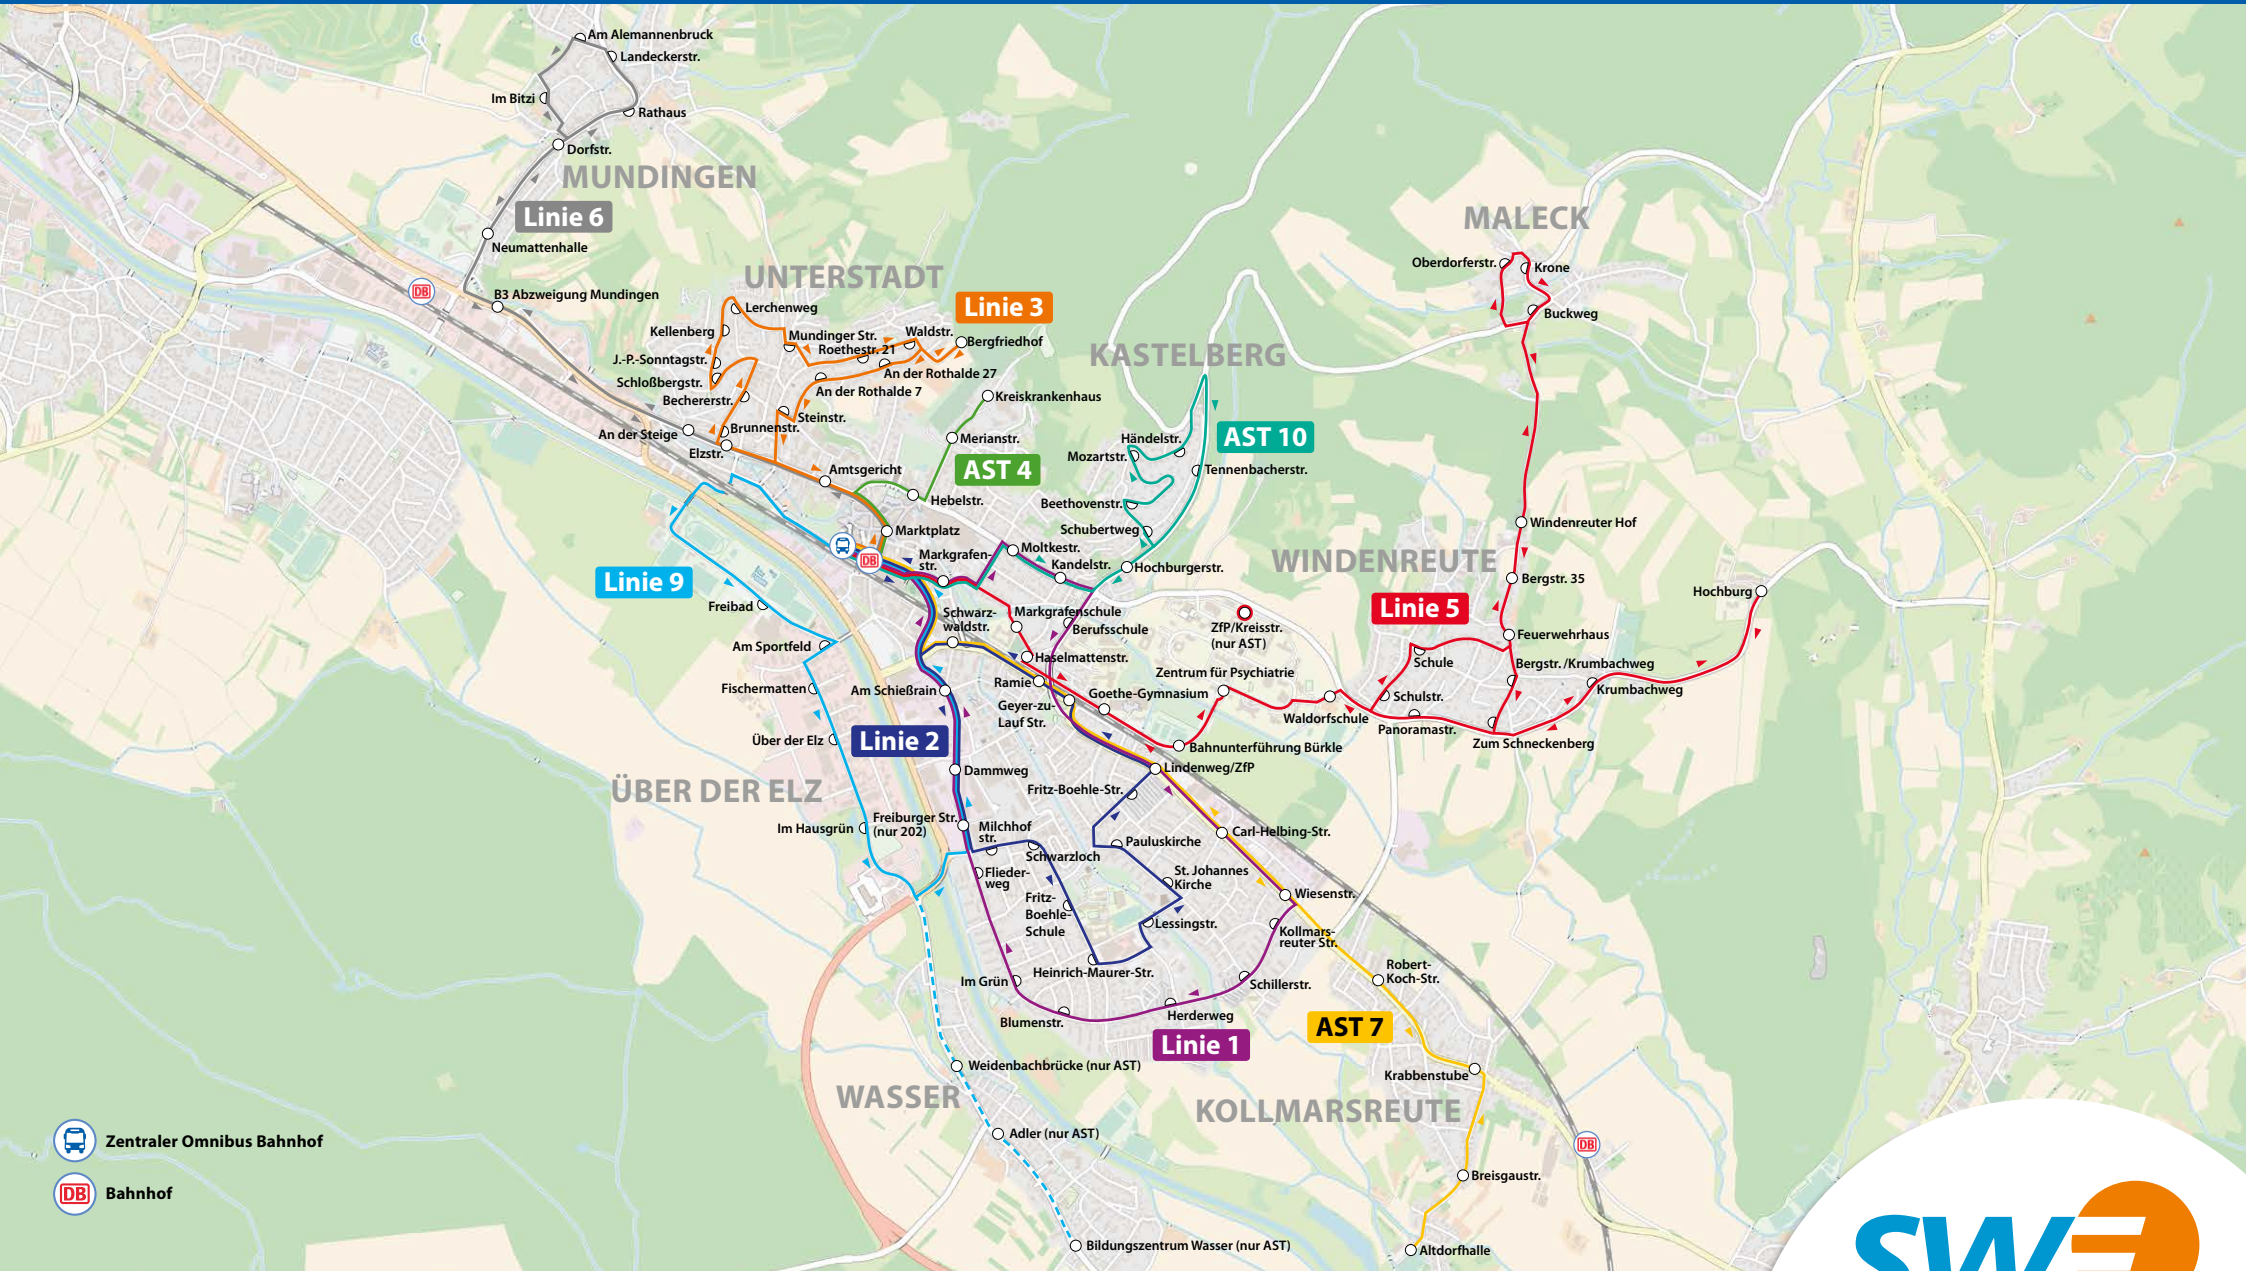 Am Alemannenbruck
Landeckerstr.
Im Bitzi
Rathaus
Dorfstr.
MUNDINGEN
Linie 6
Neumattenhalle
B3 Abzweigung Mundingen
DB
UNTERSTADT
Lerchenweg
Linie 3
Kellenberg
Mundinger Str.
Waldstr.
Roethestr. 21
Bergfriedhof
J.-P.-Sonntagstr.
An der Rothalde 27
Schloßbergstr.
An der Rothalde 7
Bechererstr.
Kreiskrankenhaus
Steinstr.
Brunnenstr.
An der Steige
Elzstr.
Merianstr.
AST 4
Amtsgericht
Hebelstr.
Marktplatz
KASTELBERG
AST 10
Händelstr.
Mozartstr.
Tennenbacherstr.
Beethovenstr.
Schubertweg
Moltkestr.
Kandelstr.
Hochburgerstr.
Markgrafen-
str.
DB
MALECK
Oberdorferstr.
Krone
Buckweg
Windenreuter Hof
WINDENREUTE
Bergstr. 35
Linie 5
Hochburg
Feuerwehrhaus
Schule
Bergstr./Krumbachweg
Krumbachweg
Schulstr.
Panoramastr.
Zum Schneckenberg
Waldorfschule
ZfP/Kreisstr.
(nur AST)
Zentrum für Psychiatrie
Markgrafenschule
Berufsschule
Schwarz-
waldstr.
Haselmattenstr.
Ramie
Goethe-Gymnasium
Geyer-zu-
Lauf Str.
Bahnunterführung Bürkle
Lindenweg/ZfP
Linie 9
Freibad
Am Sportfeld
Fischermatten
Am Schießrain
Über der Elz
Linie 2
Dammweg
ÜBER DER ELZ
Fritz-Boehle-Str.
Im Hausgrün
Freiburger Str.
(nur 202)
Milchhof
str.
Schwarzloch
Pauluskirche
Carl-Helbing-Str.
Flieder-
weg
St. Johannes
Kirche
Fritz-
Boehle-
Schule
Wiesenstr.
Lessingstr.
Kollmars-
reuter Str.
Heinrich-Maurer-Str.
Im Grün
Schillerstr.
Robert-
Koch-Str.
Blumenstr.
Herderweg
Linie 1
AST 7
Weidenbachbrücke (nur AST)
Krabbenstube
WASSER
KOLLMARSREUTE
Adler (nur AST)
DB
Breisgaustr.
Bildungszentrum Wasser (nur AST)
Altdorfhalle
Zentraler Omnibus Bahnhof
DB
Bahnhof
SWE